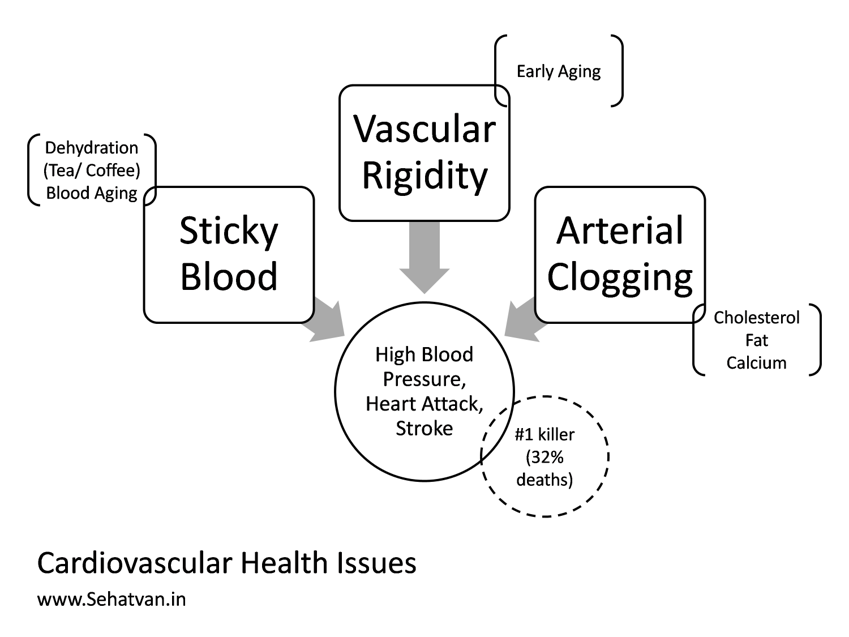 Early Aging
Vascular
Rigidity
Dehydration
(Tea/ Coffee)
Blood Aging
Sticky
Blood
Arterial
Clogging
Cholesterol
Fat
Calcium
High Blood
Pressure,
Heart Attack,
Stroke
#1 killer
(32%
deaths)
Cardiovascular Health Issues
www.Sehatvan.in